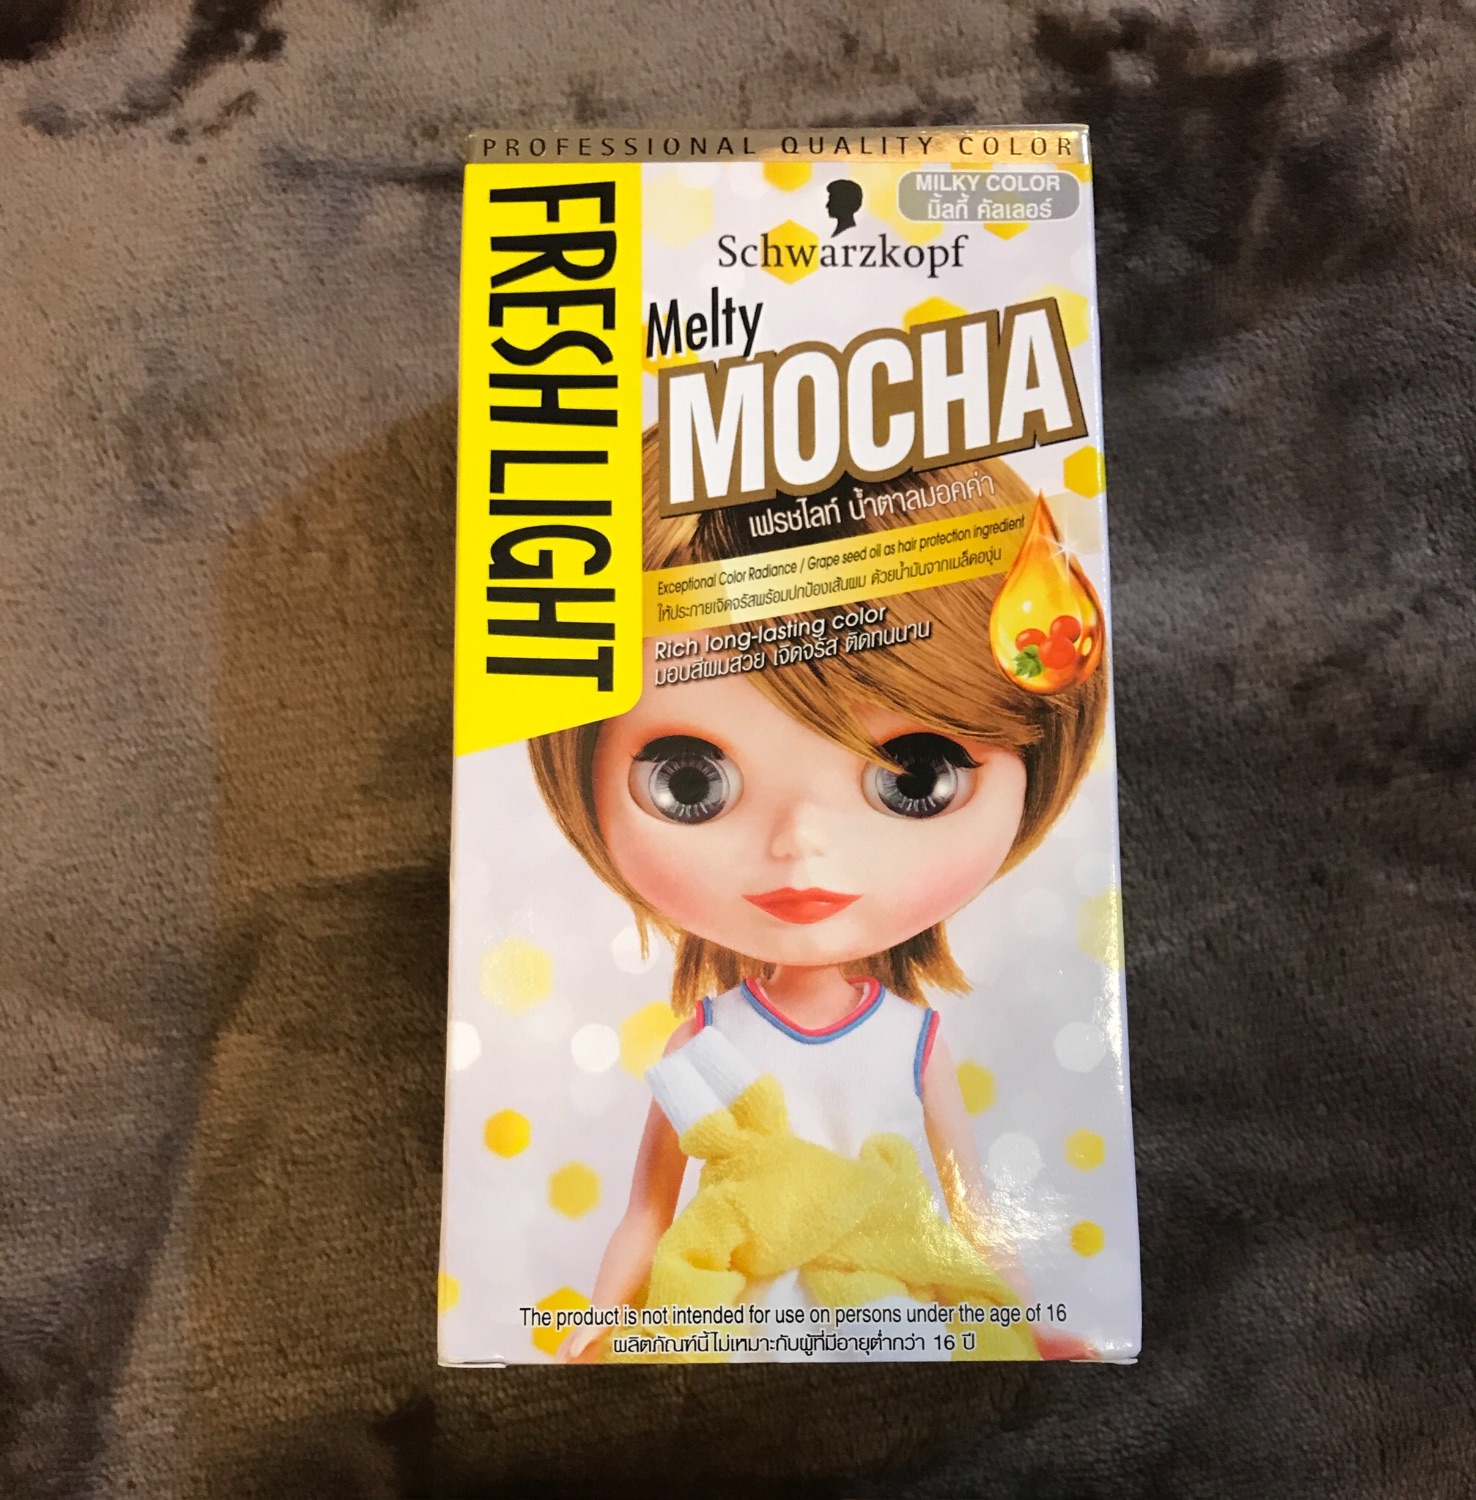 PROFESSIONAL QUALITY COLOR
FRESHLIGHT
MILKY COLOR
มิ้ลกี้ คัลเลอร์
Schwarzkopf
Melty
MOCHA
เฟรชไลท์ น้ำตาลมอคค่า
Exceptional Color Radiance / Grape seed oil as hair protection ingredient
ให้ประกายเจิดจรัสพร้อมปกป้องเส้นผม ด้วยน้ำมันจากเมล็ดองุ่น
Rich long-lasting color
มอบสีผมสวย เจิดจรัส ติดทนนาน
The product is not intended for use on persons under the age of 16
ผลิตภัณฑ์นี้ไม่เหมาะกับผู้ที่มีอายุต่ำกว่า 16 ปี